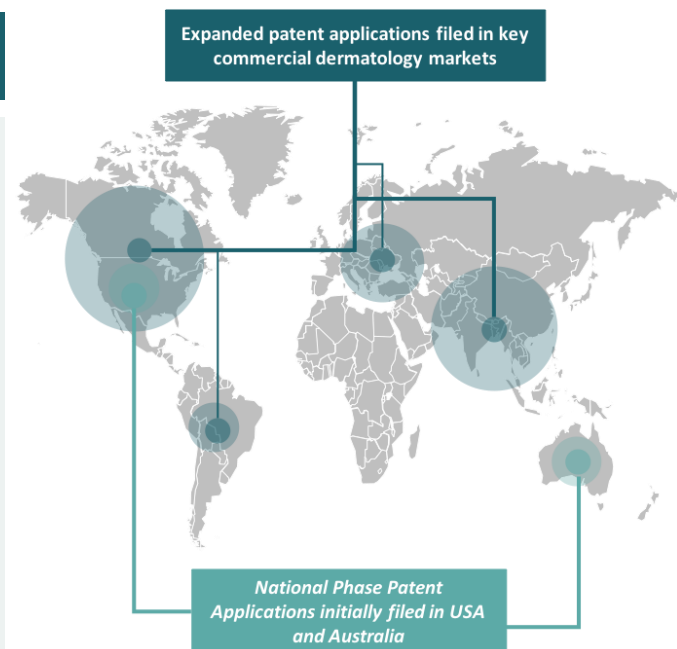 Expanded patent applications filed in key
commercial dermatology markets
National Phase Patent
Applications initially filed in USA
and Australia